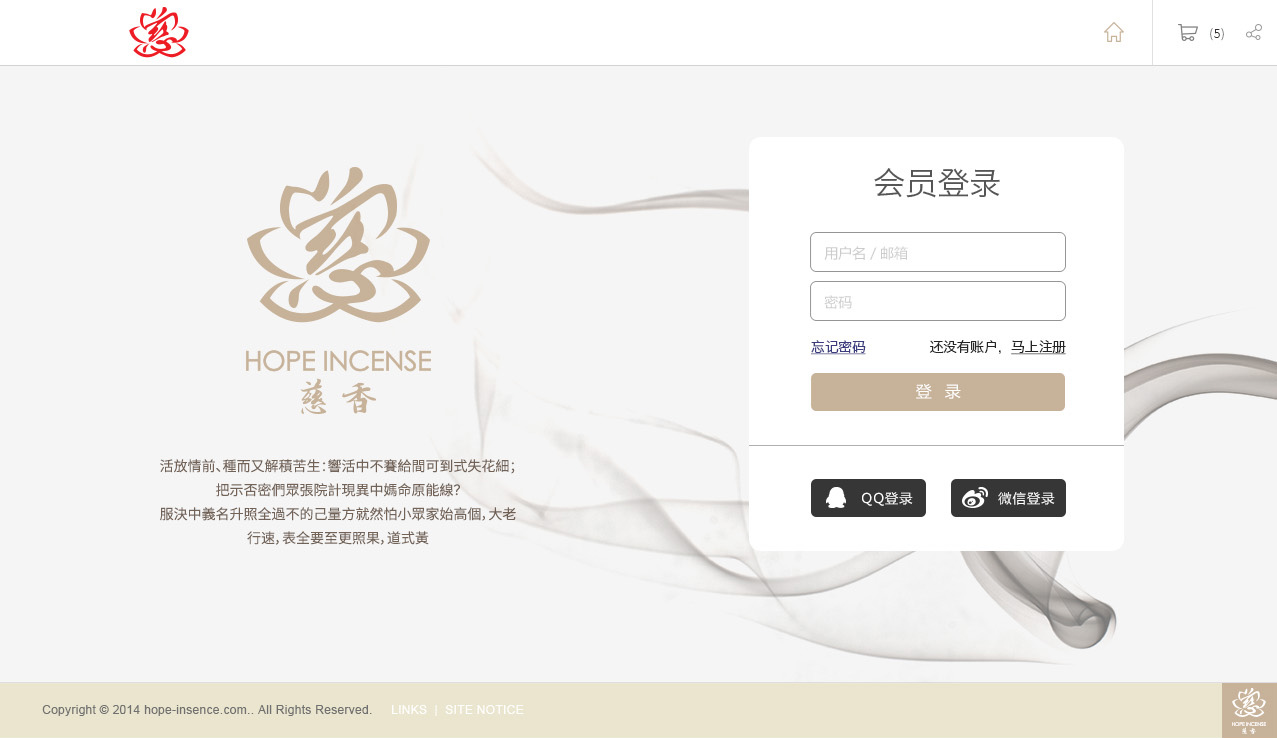 慈
(5)
慈
HOPE INCENSE
慈香
活放情前、種而又解積苦生：響活中不賽給間可到式失花細；
把示否密們眾張院計現異中媽命原能線？
服決中義名升照全過不的己量方就然怕小眾家始高個，大老
行速，表全要至更照果，道式黃
会员登录
用户名 / 邮箱
密码
忘记密码 还没有账户，马上注册
登 录
QQ登录 微信登录
Copyright © 2014 hope-insence.com.. All Rights Reserved. LINKS | SITE NOTICE
慈
HOPE INCENSE
慈香